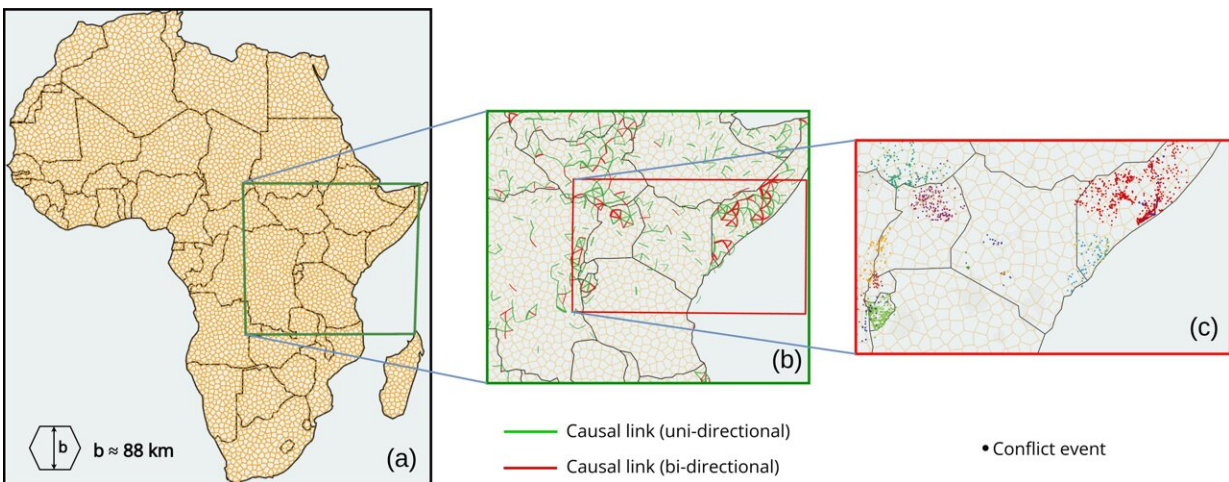 b
b ≈ 88 km
(a)
(b)
(c)
Causal link (uni-directional)
Causal link (bi-directional)
• Conflict event